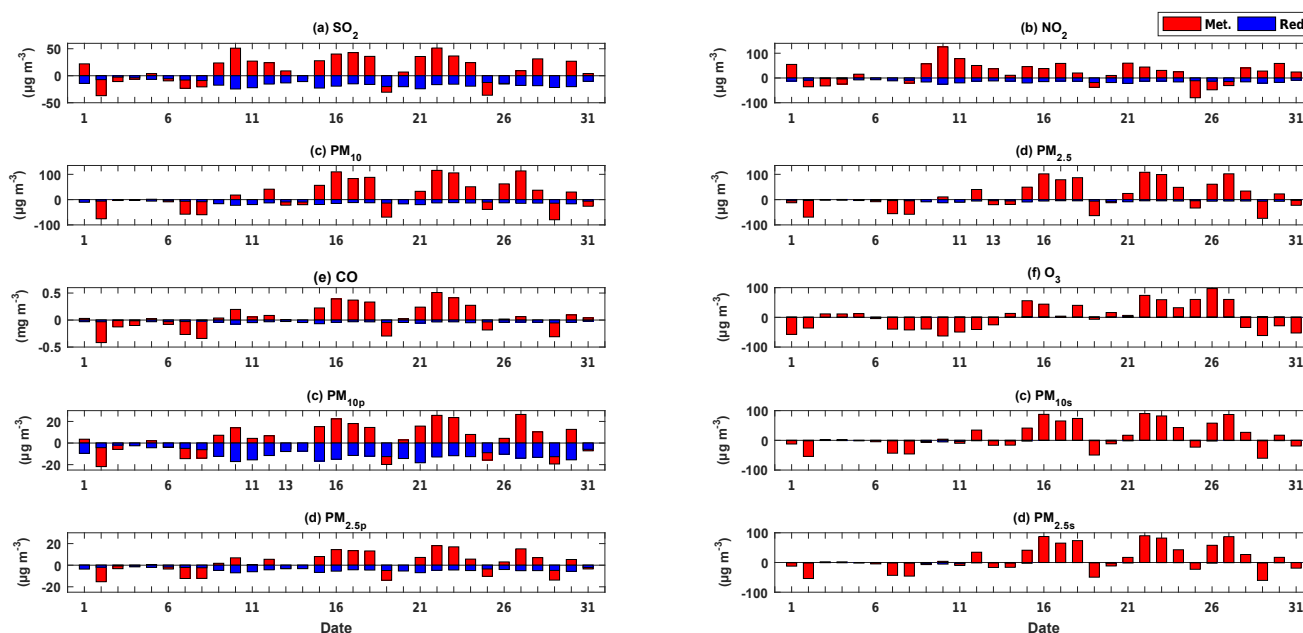 (a) SO2
(µg m-3)
50
0
-50
1 6 11 16 21 26 31
(b) NO2
Met. Red
(µg m-3)
100
0
-100
1 6 11 16 21 26 31
(c) PM10
(µg m-3)
100
0
-100
1 6 11 16 21 26 31
(d) PM2.5
(µg m-3)
100
0
-100
1 6 11 13 16 21 26 31
(e) CO
(mg m-3)
0.5
0
-0.5
1 6 11 16 21 26 31
(f) O3
(µg m-3)
100
0
-100
1 6 11 16 21 26 31
(c) PM10p
(µg m-3)
20
0
-20
1 6 11 13 16 21 26 31
(c) PM10s
(µg m-3)
100
0
-100
1 6 11 16 21 26 31
(d) PM2.5p
(µg m-3)
20
0
-20
1 6 11 16 21 26 31
Date
(d) PM2.5s
(µg m-3)
100
0
-100
1 6 11 16 21 26 31
Date